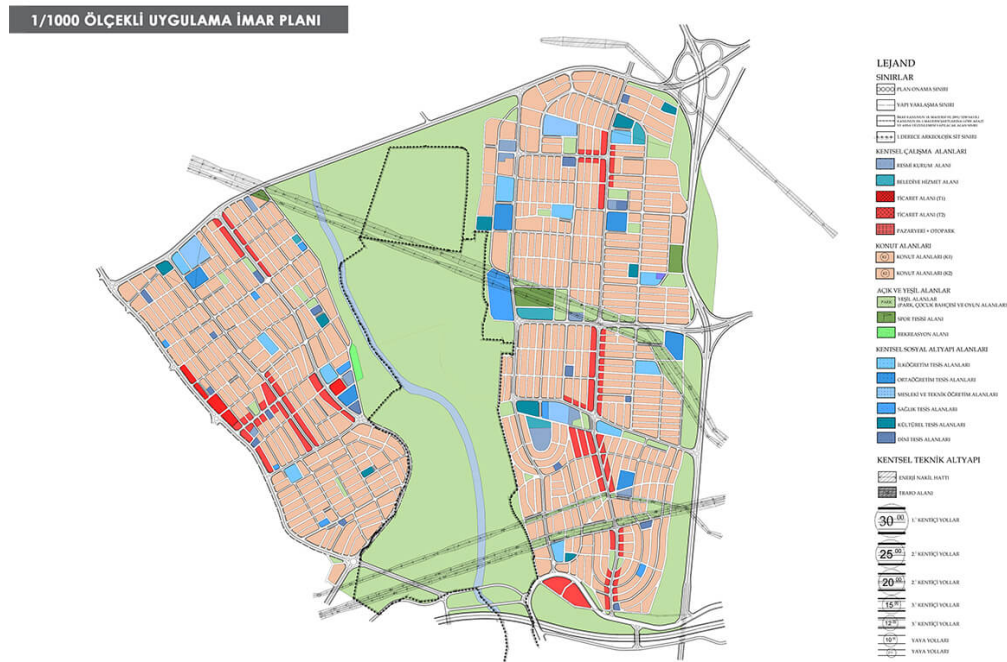 1/1000 ÖLÇEKLİ UYGULAMA İMAR PLANI
LEJAND
SINIRLAR
PLAN ONAMA SINIRI
YAPI YAKLAŞMA SINIRI
1.DERECE ARKEOLOJİK SİT SINIRI
KENTSEL ÇALIŞMA ALANLARI
RESMİ KURUM ALANI
BELEDİYE HİZMET ALANI
TİCARET ALANI (T1)
TİCARET ALANI (T2)
PAZARYERİ + OTOPARK
KONUT ALANLARI
KONUT ALANLARI (K1)
KONUT ALANLARI (K2)
AÇIK VE YEŞİL ALANLAR
PARK
YEŞİL ALANLAR
(PARK, ÇOCUK BAHÇESİ VE OYUN ALANLARI)
SPOR TESİSİ ALANI
REKREASYON ALANI
KENTSEL SOSYAL ALTYAPI ALANLARI
İLKÖĞRETİM TESİS ALANLARI
ORTAÖĞRETİM TESİS ALANLARI
MESLEKİ VE TEKNİK ÖĞRETİM ALANLARI
SAĞLIK TESİS ALANLARI
KÜLTÜREL TESİS ALANLARI
DİNİ TESİS ALANLARI
KENTSEL TEKNİK ALTYAPI
ENERJİ NAKİL HATTI
TRAFO ALANI
30.00 1.° KENTİÇİ YOLLAR
25.00 2.° KENTİÇİ YOLLAR
20.00 2.° KENTİÇİ YOLLAR
15.00 3.° KENTİÇİ YOLLAR
12.00 3.° KENTİÇİ YOLLAR
10 YAYA YOLLARI
YAYA YOLLARI